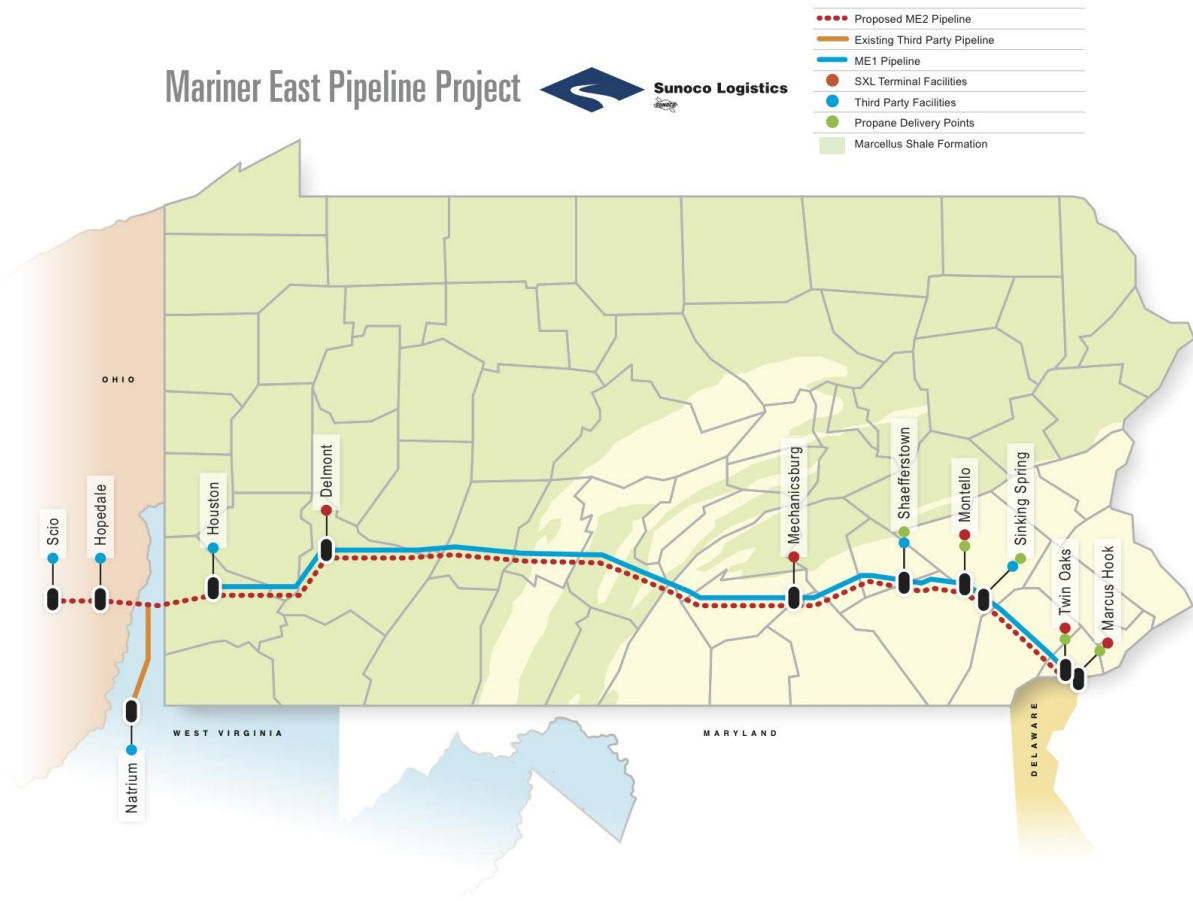 Proposed ME2 Pipeline
Existing Third Party Pipeline
ME1 Pipeline
SXL Terminal Facilities
Third Party Facilities
Propane Delivery Points
Marcellus Shale Formation
Mariner East Pipeline Project
Sunoco Logistics
SUNOCO
OHIO
Scio
Hopedale
Houston
Delmont
Mechanicsburg
Shaefferstown
Montello
Sinking Spring
Twin Oaks
Marcus Hook
Natrium
WEST VIRGINIA
MARYLAND
DELAWARE